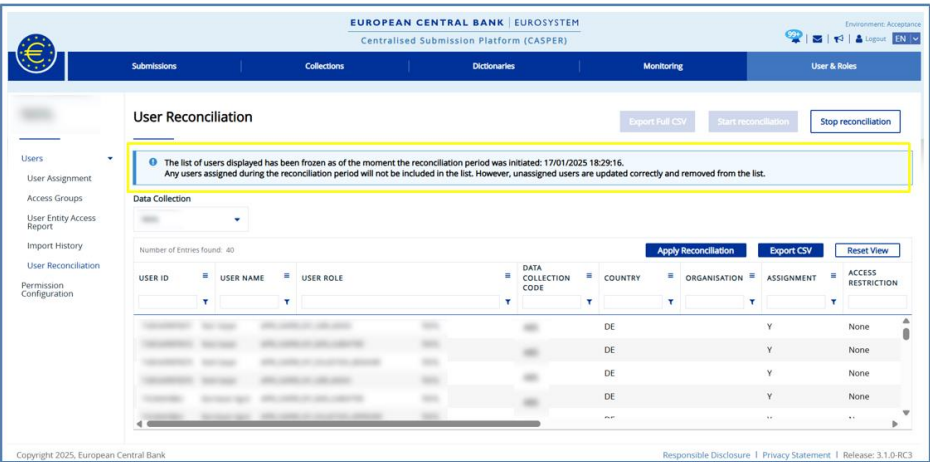 EUROPEAN CENTRAL BANK | EUROSYSTEM
Environment: Acceptance
Centralised Submission Platform (CASPER)
99+
Logout EN
Submissions Collections Dictionaries Monitoring User & Roles
User Reconciliation
Export Full CSV Start reconciliation Stop reconciliation
Users
The list of users displayed has been frozen as of the moment the reconciliation period was initiated: 17/01/2025 18:29:16.
Any users assigned during the reconciliation period will not be included in the list. However, unassigned users are updated correctly and removed from the list.
User Assignment
Access Groups
User Entity Access
Report
Import History
User Reconciliation
Permission
Configuration
Data Collection
Number of Entries found: 40
Apply Reconciliation Export CSV Reset View
USER ID USER NAME USER ROLE DATA COLLECTION CODE COUNTRY ORGANISATION ASSIGNMENT ACCESS RESTRICTION
DE Y None
DE Y None
DE Y None
DE Y None
Copyright 2025, European Central Bank
Responsible Disclosure | Privacy Statement | Release: 3.1.0-RC3